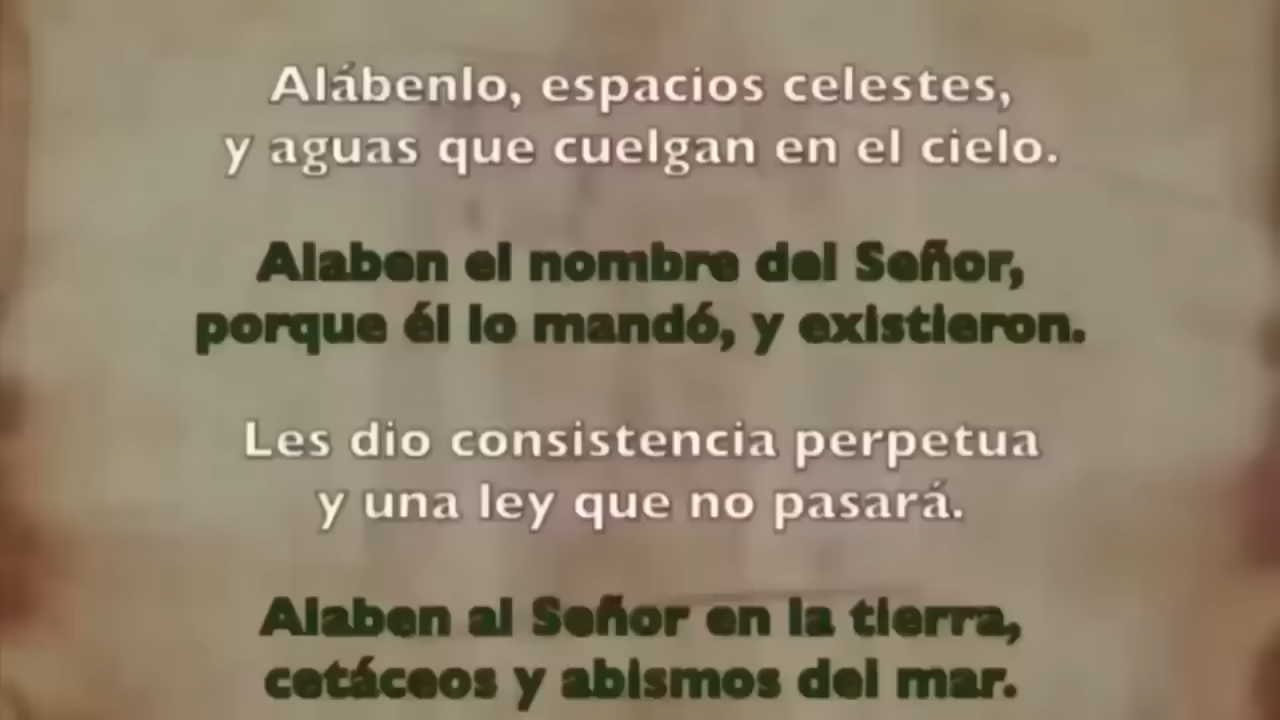 Alábenlo, espacios celestes,
y aguas que cuelgan en el cielo.
Alaben el nombre del Señor,
porque él lo mandó, y existieron.
Les dio consistencia perpetua
y una ley que no pasará.
Alaben al Señor en la tierra,
cetáceos y abismos del mar.